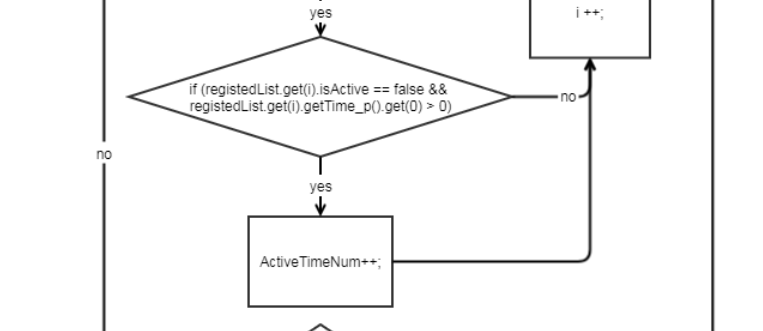 yes
i ++;
if (registedList.get(i).isActive == false &&
registedList.get(i).getTime_p().get(0) > 0)
no
no
yes
ActiveTimeNum++;